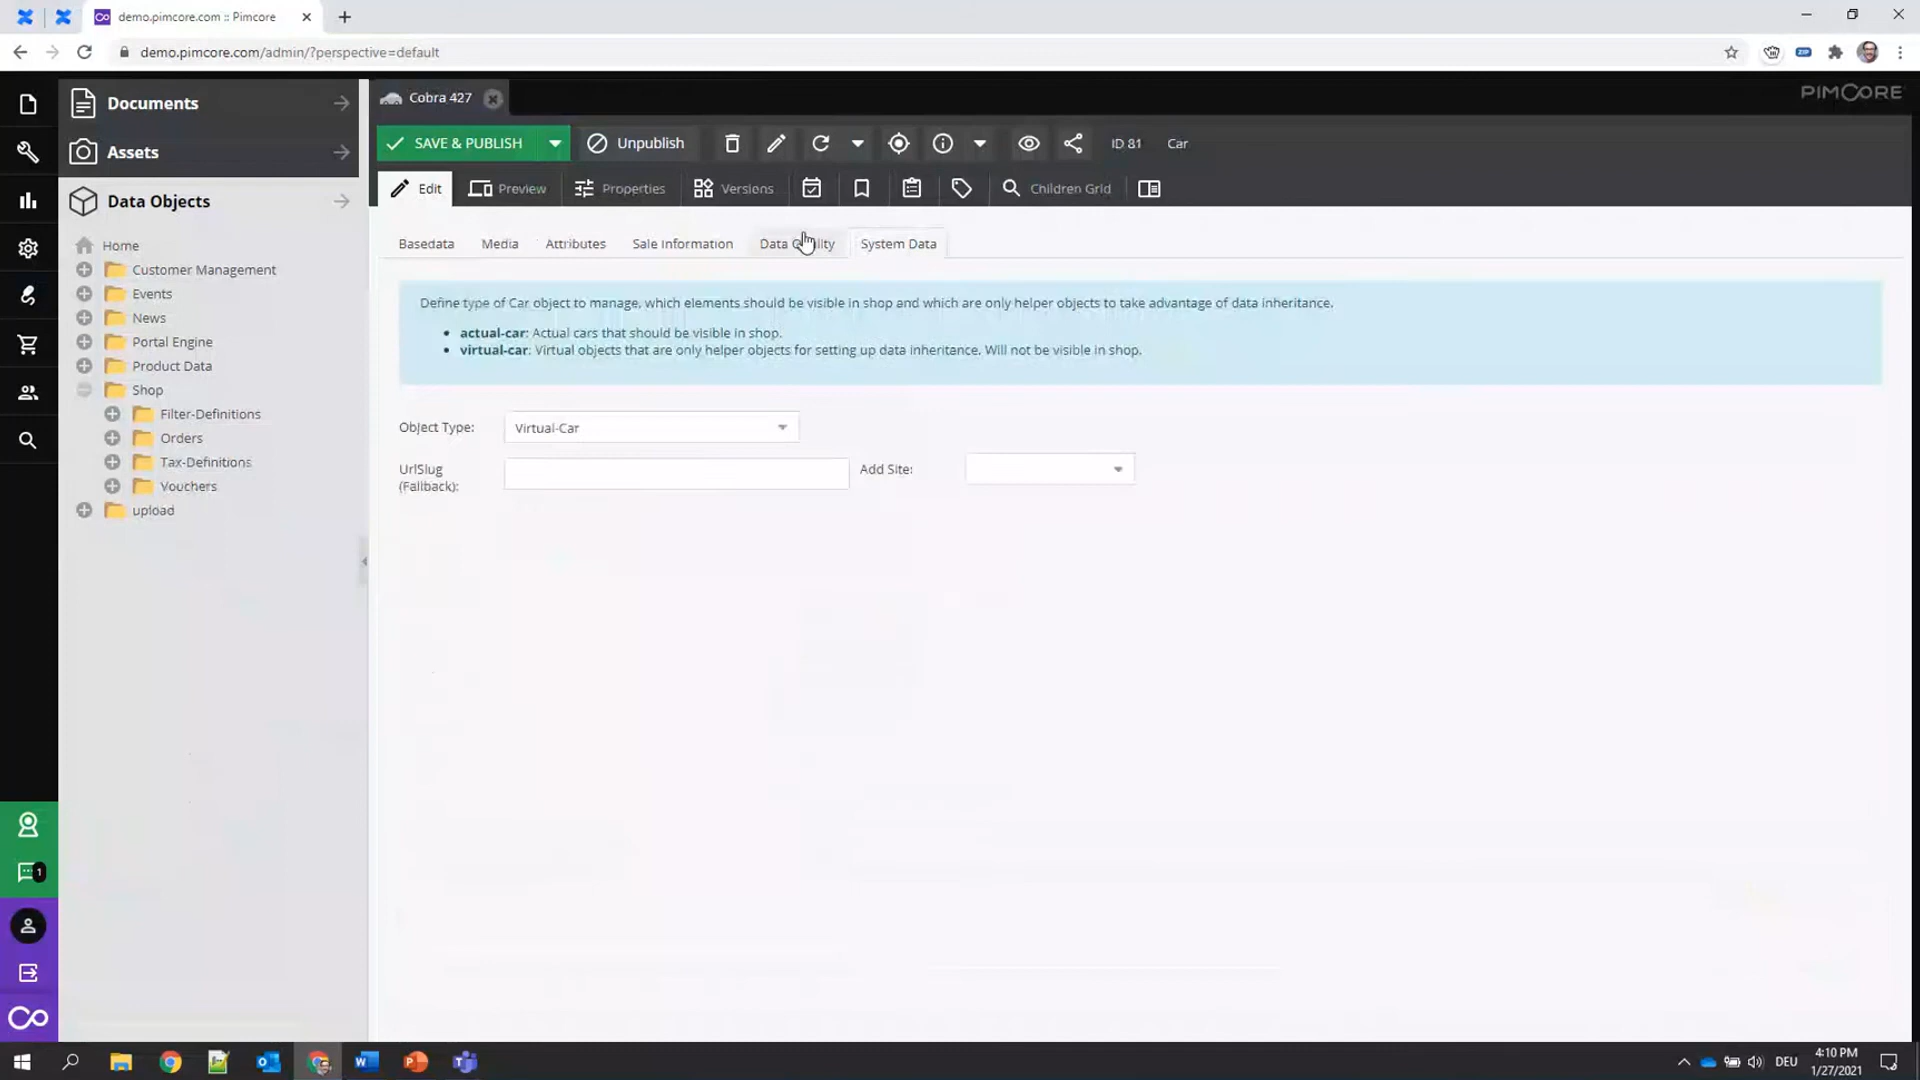 demo.pimcore.com :: Pimcore
demo.pimcore.com/admin/?perspective=default
ZIP
Documents
Assets
Data Objects
Home
Customer Management
Events
News
Portal Engine
Product Data
Shop
Filter-Definitions
Orders
Tax-Definitions
Vouchers
upload
1
Cobra 427
PIMCORE
SAVE & PUBLISH
Unpublish
ID 81
Car
Edit
Preview
Properties
Versions
Children Grid
Basedata
Media
Attributes
Sale Information
Data Quality
System Data
Define type of Car object to manage, which elements should be visible in shop and which are only helper objects to take advantage of data inheritance.
• actual-car: Actual cars that should be visible in shop.
• virtual-car: Virtual objects that are only helper objects for setting up data inheritance. Will not be visible in shop.
Object Type:
Virtual-Car
UrlSlug
(Fallback):
Add Site:
DEU
4:10 PM
1/27/2021